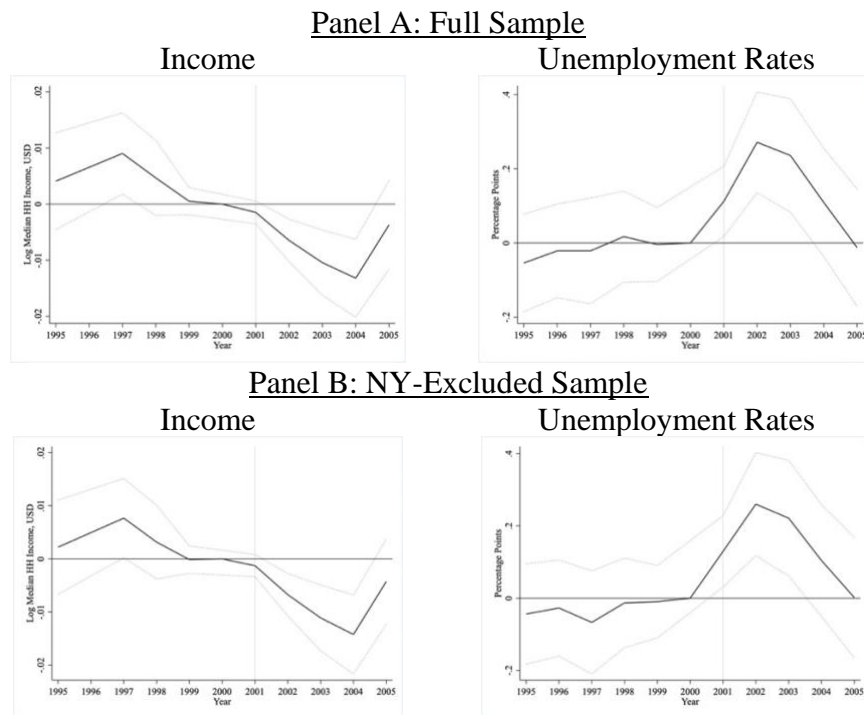 Panel A: Full Sample
Income
Unemployment Rates
Log Median HH Income, USD
.02
.01
0
-.01
-.02
1995 1996 1997 1998 1999 2000 2001 2002 2003 2004 2005
Year
Percentage Points
.4
.2
0
-.2
1995 1996 1997 1998 1999 2000 2001 2002 2003 2004 2005
Year
Panel B: NY-Excluded Sample
Income
Unemployment Rates
Log Median HH Income, USD
.02
.01
0
-.01
-.02
1995 1996 1997 1998 1999 2000 2001 2002 2003 2004 2005
Year
Percentage Points
.4
.2
0
-.2
1995 1996 1997 1998 1999 2000 2001 2002 2003 2004 2005
Year